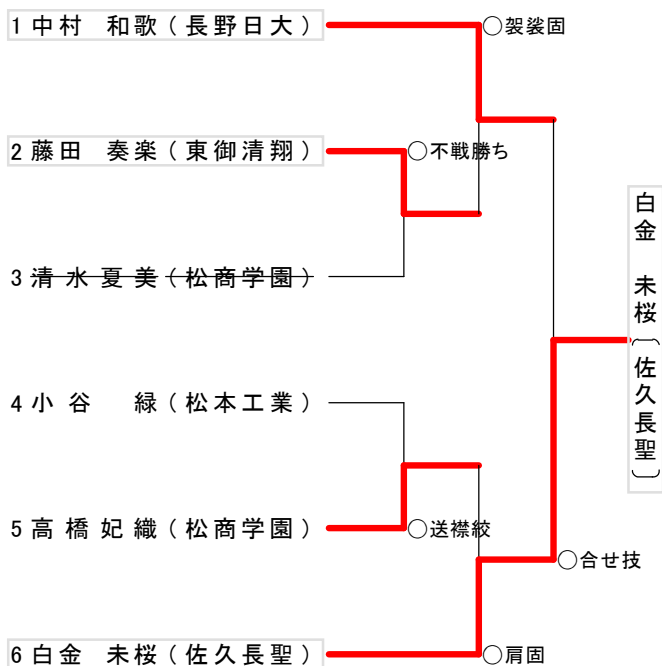 1 中村 和歌 (長野日大)
○袈裟固
2 藤田 奏楽 (東御清翔)
○不戦勝ち
3 清水夏美 (松商学園)
4 小谷 緑 (松本工業)
5 高橋妃織 (松商学園)
○送襟絞
6 白金 未桜 (佐久長聖)
○肩固
○合せ技
白金 未桜 (佐久長聖)